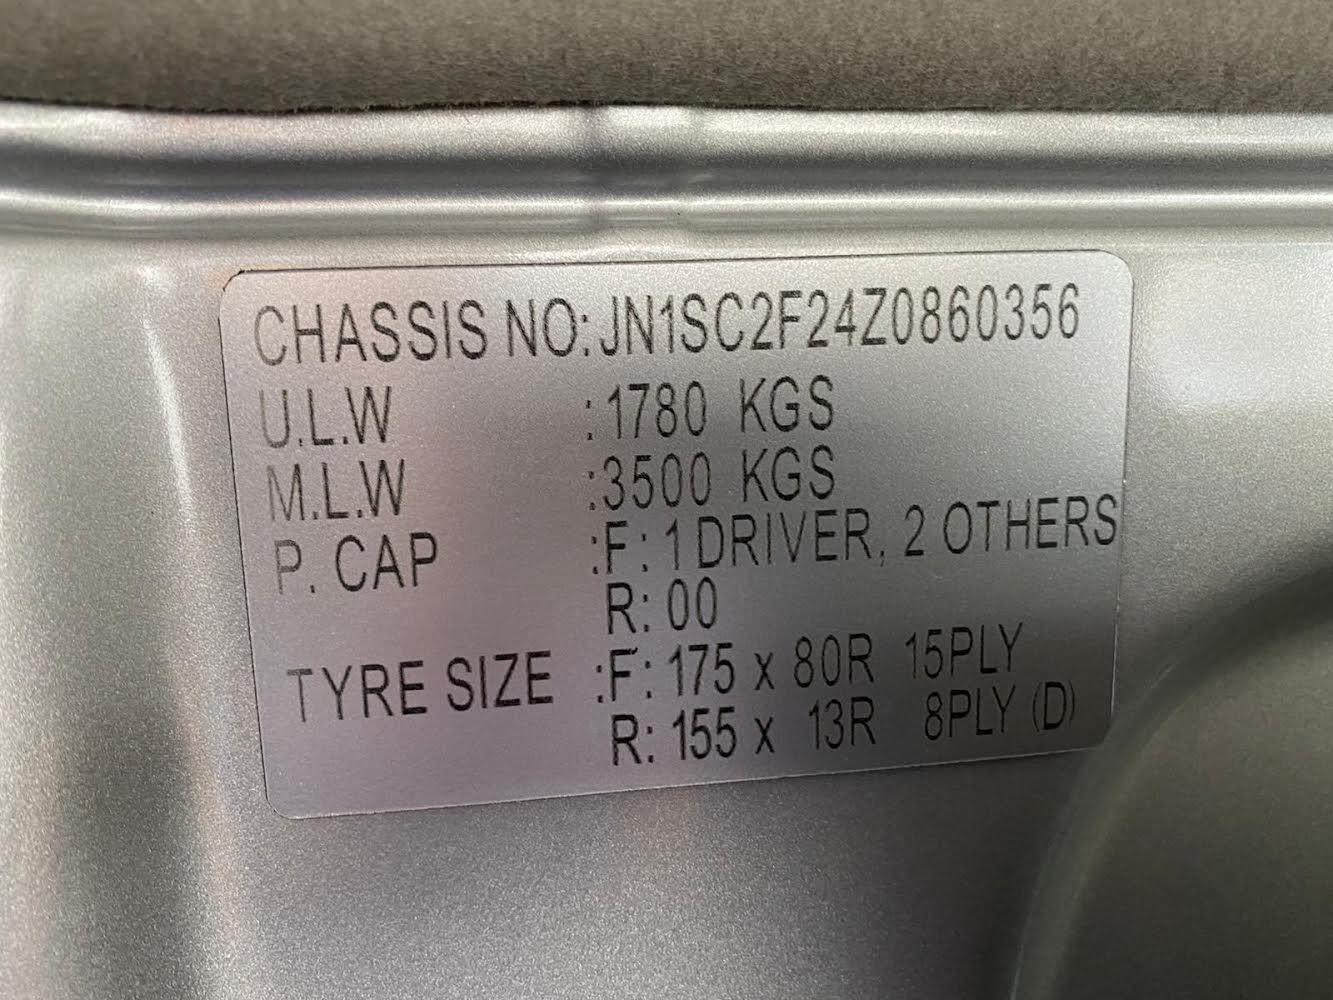 CHASSIS NO:JN1SC2F24Z0860356
U.L.W :1780 KGS
M.L.W :3500 KGS
P. CAP :F: 1DRIVER, 2 OTHERS
R: 00
TYRE SIZE :F: 175 x 80R 15PLY
R: 155 x 13R 8PLY (D)